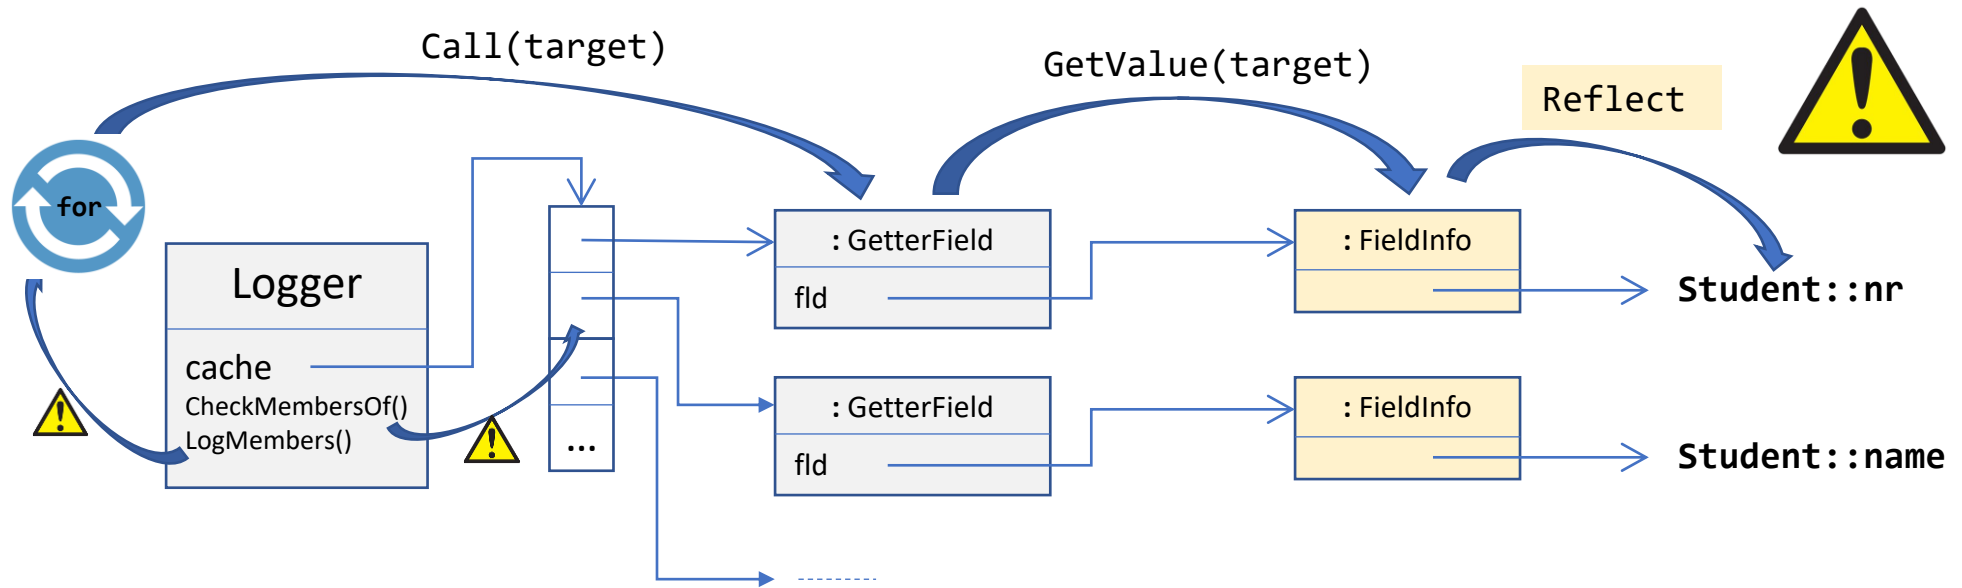 Call(target)
GetValue(target)
Reflect
for
Logger
cache
CheckMembersOf()
LogMembers()
...
: GetterField
fld
: FieldInfo
Student::nr
: GetterField
fld
: FieldInfo
Student::name